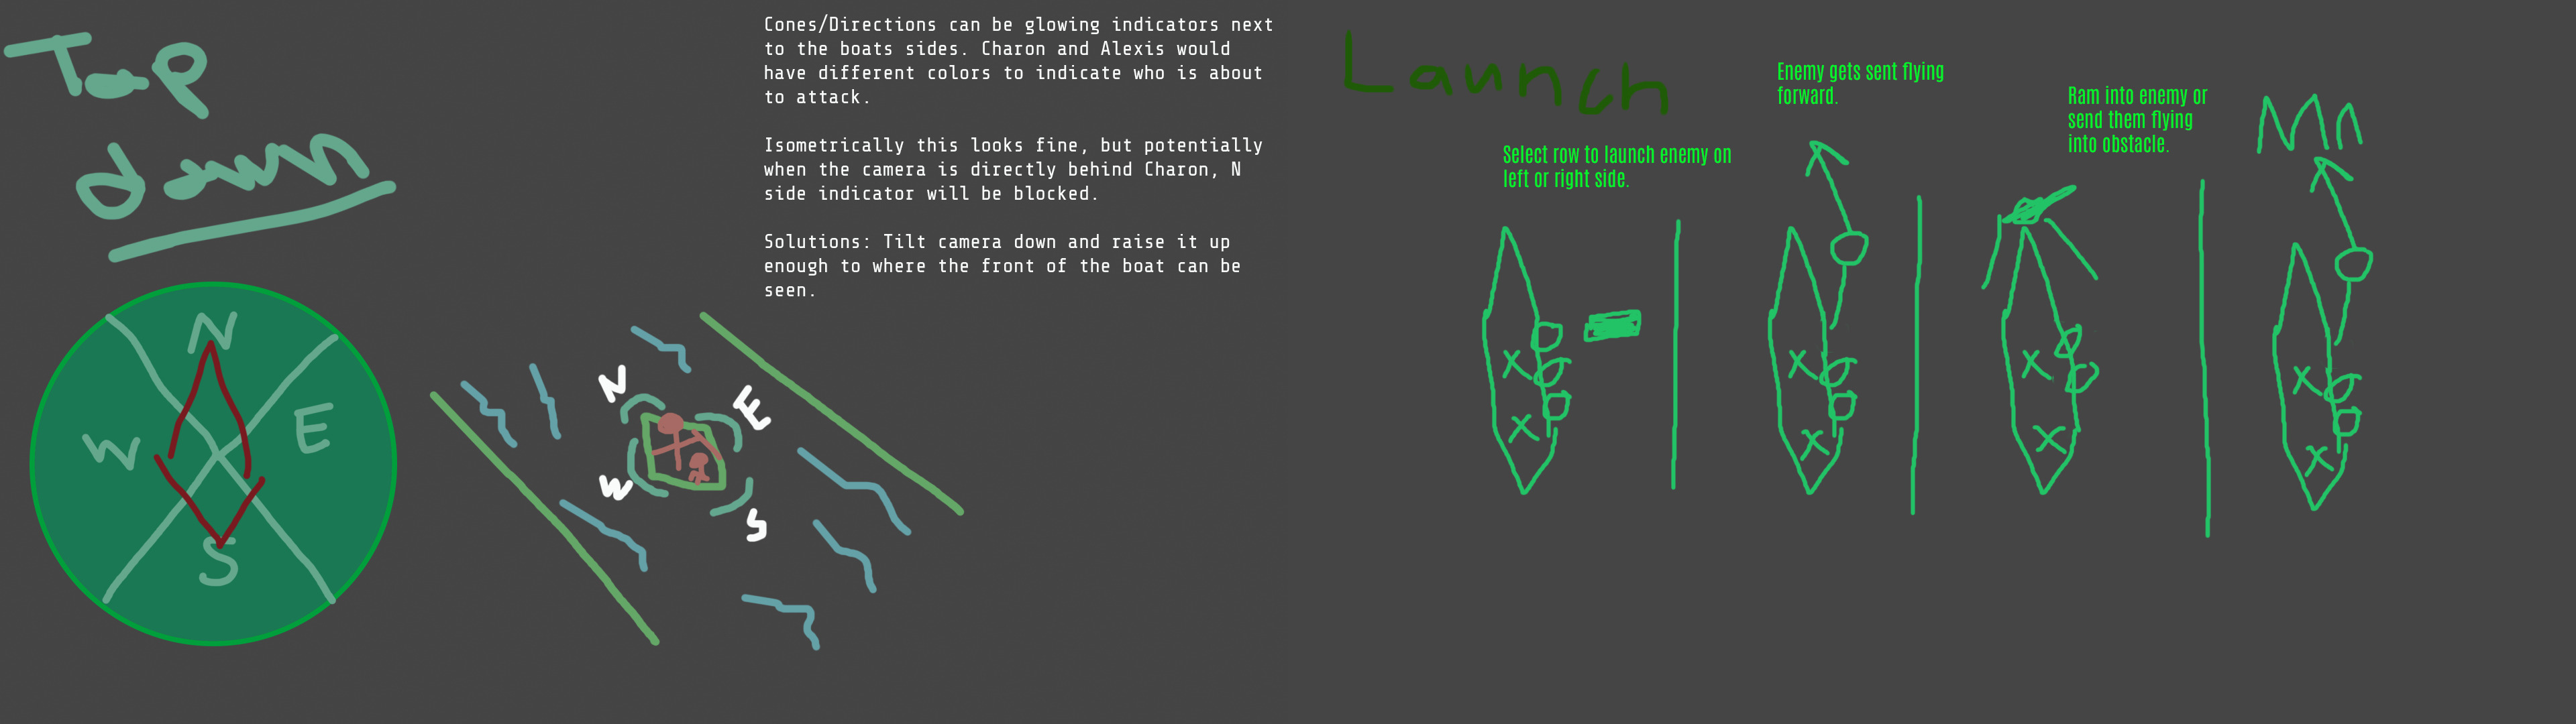 Top
down
N
W
E
S
Cones/Directions can be glowing indicators next
to the boats sides. Charon and Alexis would
have different colors to indicate who is about
to attack.
Isometrically this looks fine, but potentially
when the camera is directly behind Charon, N
side indicator will be blocked.
Solutions: Tilt camera down and raise it up
enough to where the front of the boat can be
seen.
N
E
W
S
Launch
Select row to launch enemy on
left or right side.
Enemy gets sent flying
forward.
Ram into enemy or
send them flying
into obstacle.